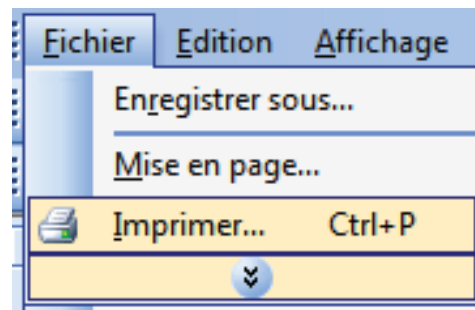 Fichier Edition Affichage
Enregistrer sous...
Mise en page...
Imprimer... Ctrl+P